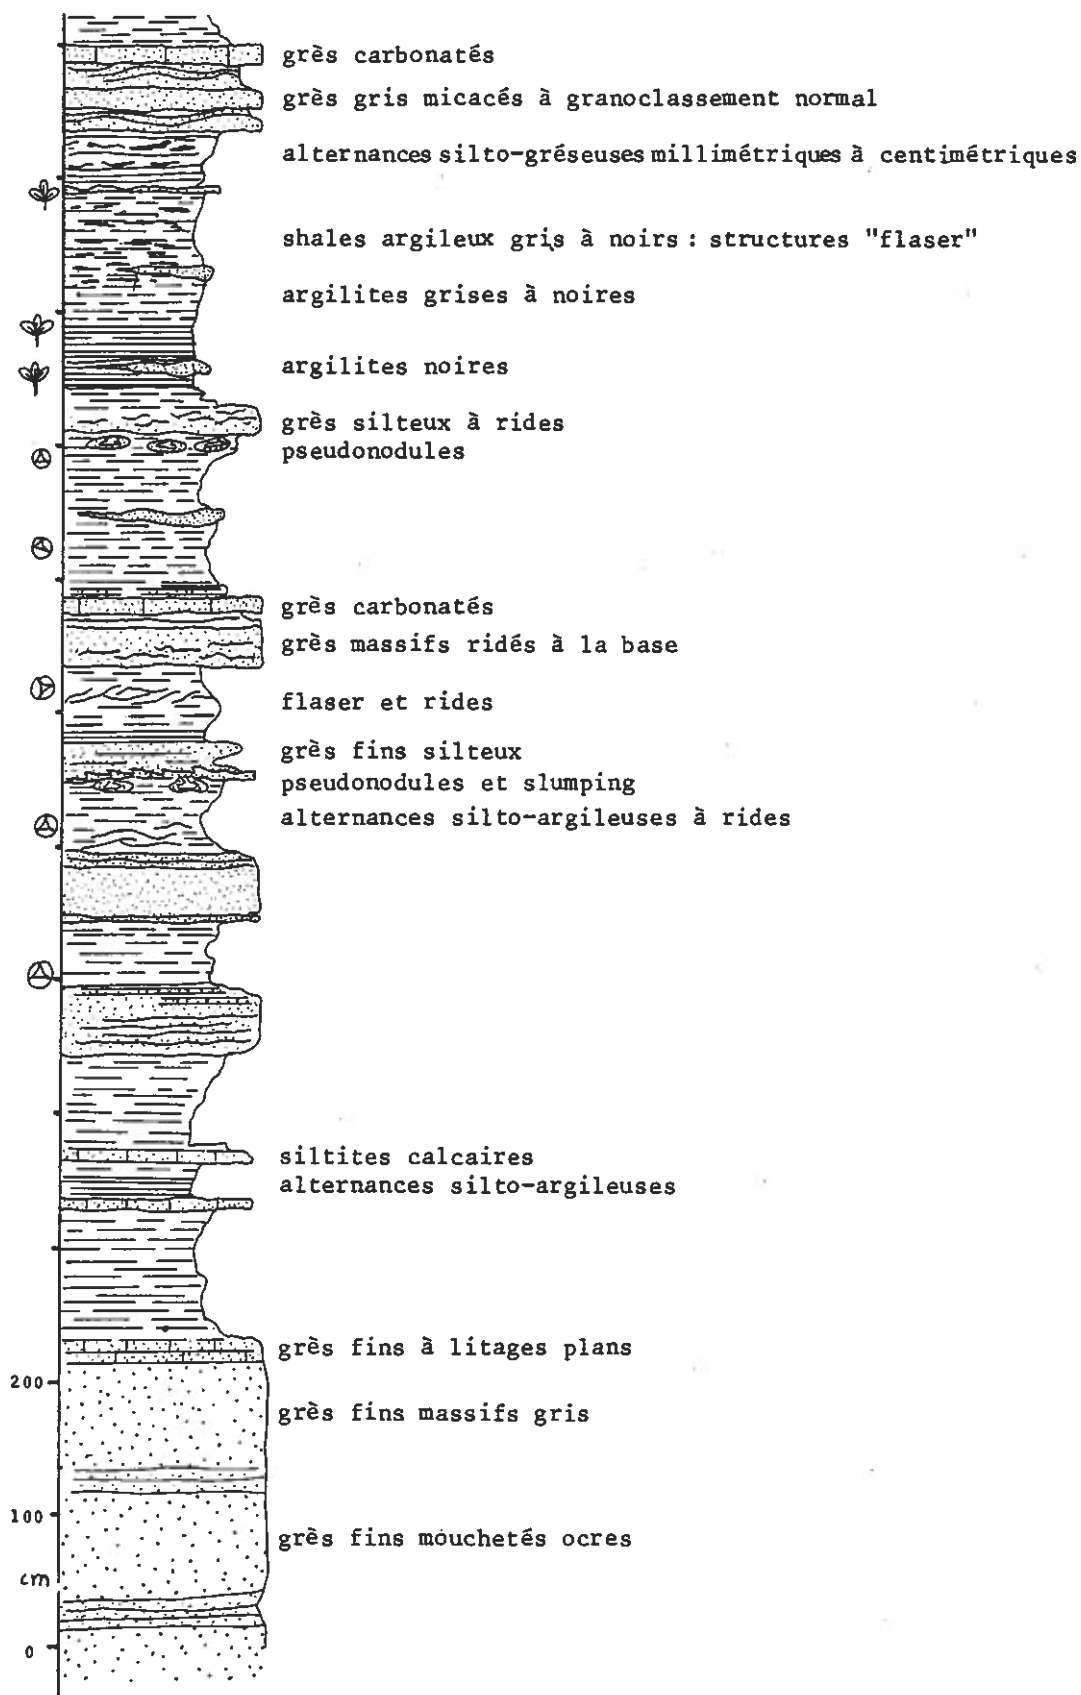 grès carbonatés
grès gris micacés à granoclassement normal
alternances silto-gréseuses millimétriques à centimétriques
shales argileux gris à noirs : structures "flaser"
argilites grises à noires
argilites noires
grès silteux à rides
pseudonodules
grès carbonatés
grès massifs ridés à la base
flaser et rides
grès fins silteux
pseudonodules et slumping
alternances silto-argileuses à rides
siltites calcaires
alternances silto-argileuses
grès fins à litages plans
200
grès fins massifs gris
100
grès fins mouchetés ocres
cm
0